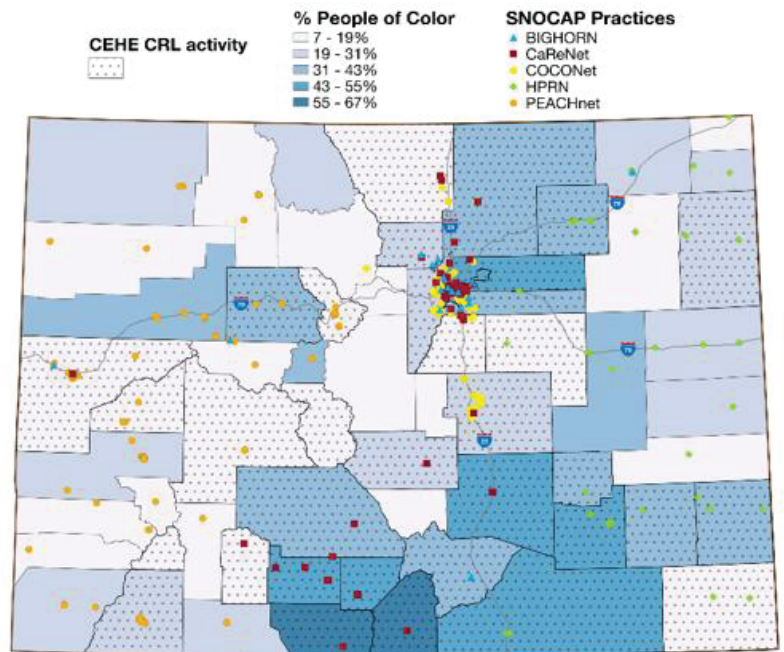 CEHE CRL activity
% People of Color
7 - 19%
19 - 31%
31 - 43%
43 - 55%
55 - 67%
SNOCAP Practices
BIGHORN
CaReNet
COCONet
HPRN
PEACHnet